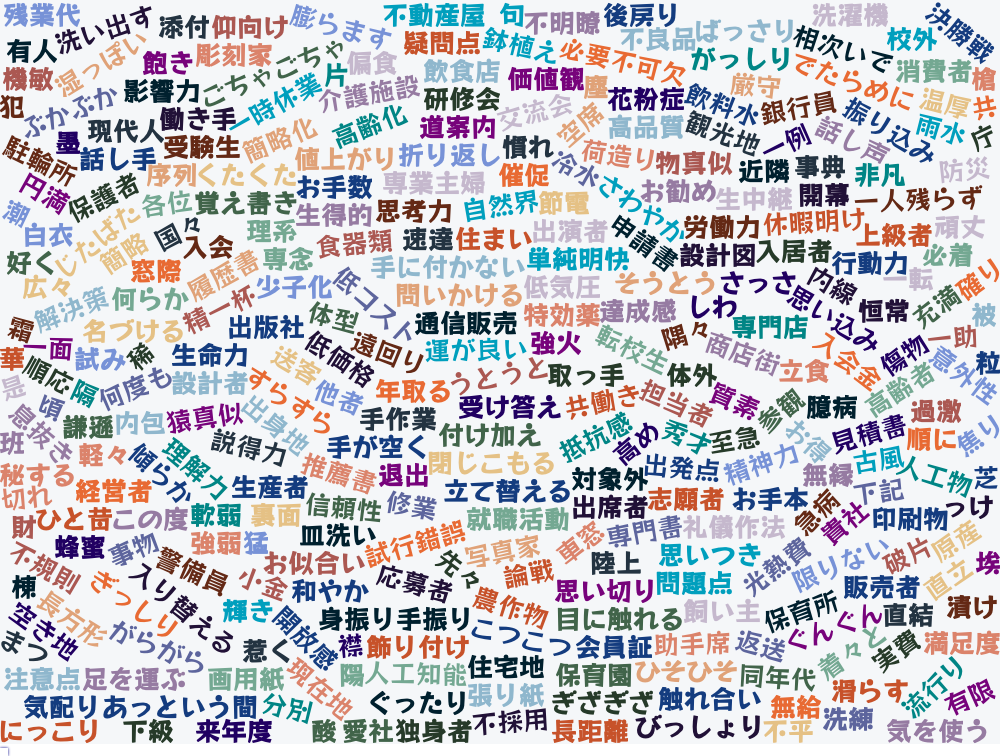 残業代 洗い出す 添付 仰向け 膨らます 不動産屋 句 不明瞭 後戻り 洗濯機 決勝戦
有人 湿っぽい 飽き 彫刻家 ごちゃごちゃ 疑問点 鉢植え 必要不可欠 不良品 ばっさり がっしり 相次いで 校外
機敏 ぶかぶか 影響力 一時休業 片 偏食 飲食店 価値観 塵 厳守 でたらめに 消費者 槍
犯 墨 現代人 働き手 介護施設 研修会 交流会 空席 花粉症 飲料水 銀行員 振り込み 温厚 共
駐輪所 話し手 受験生 簡略化 高齢化 道案内 慣れ 高品質 観光地 一例 話し声 雨水 庁
円満 保護者 序列 くたくた 値上がり 折り返し 冷水 荷造り 物真似 近隣 事典 非凡 防災
潮 じたばた 各位 覚え書き お手数 専業主婦 催促 さわやか お勧め 生中継 開幕 一人残らず
白衣 簡略 国々 理系 生得的 思考力 自然界 節電 申請書 労働力 休暇明け 上級者 頑丈
好く 窓際 入会 専念 食器類 速達 住まい 出演者 単純明快 設計図 入居者 行動力 必着
広々 解決策 何らか 履歴書 少子化 低コスト 手に付かない 問いかける 低気圧 そうとう さっさ 思い込み 内線 一転 充満 確り
霜 名づける 精一杯 出版社 体型 通信販売 特効薬 達成感 しわ 専門店 恒常 被
華 一面 試み 稀 生命力 送客 低価格 遠回り 運が良い 強火 転校生 隅々 商店街 入会金 傷物 一助 粒
是 順応 隔 何度も 設計者 すらすら 他者 年取る うとうと 取っ手 体外 立食 高齢者 意外性
息抜き 頃 謙遜 内包 猿真似 出身地 手作業 受け答え 共働き 担当者 質素 参観 臆病 過激
班 軽々 傾らか 理解力 説得力 手が空く 付け加え 抵抗感 高め 秀才 至急 お得 見積書 順に 焦り
秘する 経営者 生産者 推薦書 退出 閉じこもる 対象外 出発点 精神力 無縁 古風 人工物 芝
切れ ひと昔 この度 軟弱 裏面 信頼性 修業 立て替える 出席者 志願者 お手本 急病 下記 っけ
財 強弱 猛 皿洗い 試行錯誤 就職活動 車窓 専門書 礼儀作法 貴社 印刷物
不規則 蜂蜜 事物 警備員 お似合い 先々 写真家 陸上 思いつき 光熱費 限りない 破片 原産 埃
棟 ぎっしり 入り替える 小金 和やか 応募者 論戦 思い切り 問題点 販売者 直立
空き地 長方形 輝き 開放感 身振り手振り 農作物 目に触れる 飼い主 保育所 ぐんぐん 直結 漬け
まつ がらがら 惹く 襟 飾り付け こつこつ 会員証 助手席 返送 着々と 実費 満足度
注意点 足を運ぶ 画用紙 現在地 陽 人工知能 住宅地 保育園 ひそひそ 同年代 流行り
気配り あっという間 分別 ぐったり 張り紙 ぎざぎざ 触れ合い 無給 滑らす 有限
にっこり 下級 来年度 酸 愛社 独身者 不採用 長距離 びっしょり 不平 洗練 気を使う